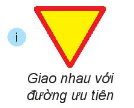 i
Giao nhau với
đường ưu tiên